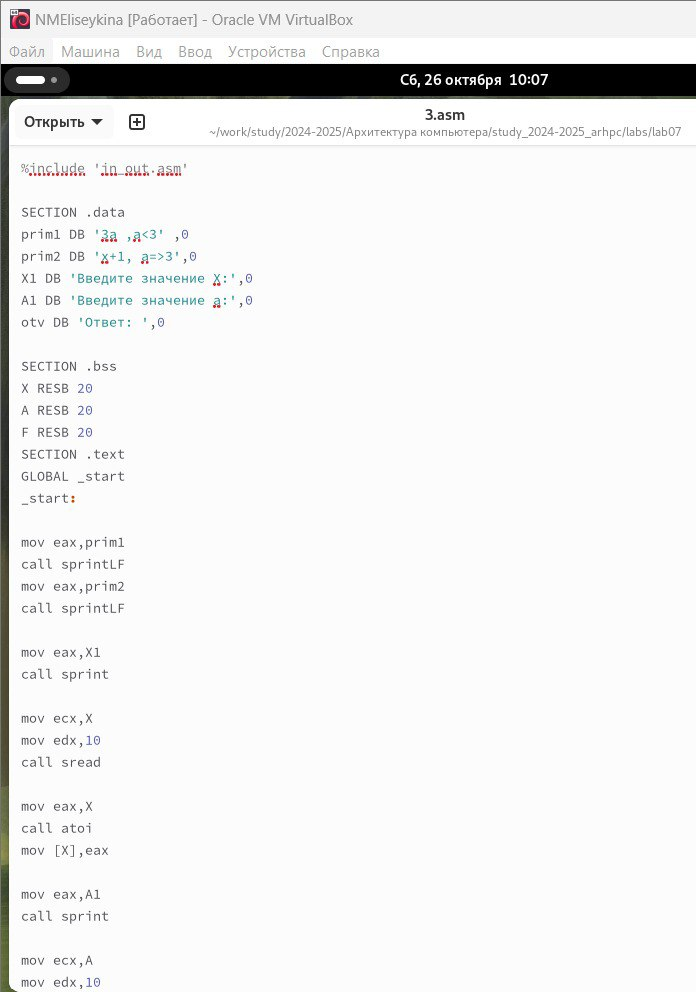 NMEliseykina [Работает] - Oracle VM VirtualBox
Файл Машина Вид Ввод Устройства Справка
Сб, 26 октября 10:07
Открыть
3.asm
~/work/study/2024-2025/Архитектура компьютера/study_2024-2025_arhpc/labs/lab07
%include 'in_out.asm'
SECTION .data
prim1 DB '3a ,a<3' ,0
prim2 DB 'x+1, a=>3',0
X1 DB 'Введите значение X:',0
A1 DB 'Введите значение a:',0
otv DB 'Ответ: ',0
SECTION .bss
X RESB 20
A RESB 20
F RESB 20
SECTION .text
GLOBAL _start
_start:
mov eax,prim1
call sprintLF
mov eax,prim2
call sprintLF
mov eax,X1
call sprint
mov ecx,X
mov edx,10
call sread
mov eax,X
call atoi
mov [X],eax
mov eax,A1
call sprint
mov ecx,A
mov edx,10